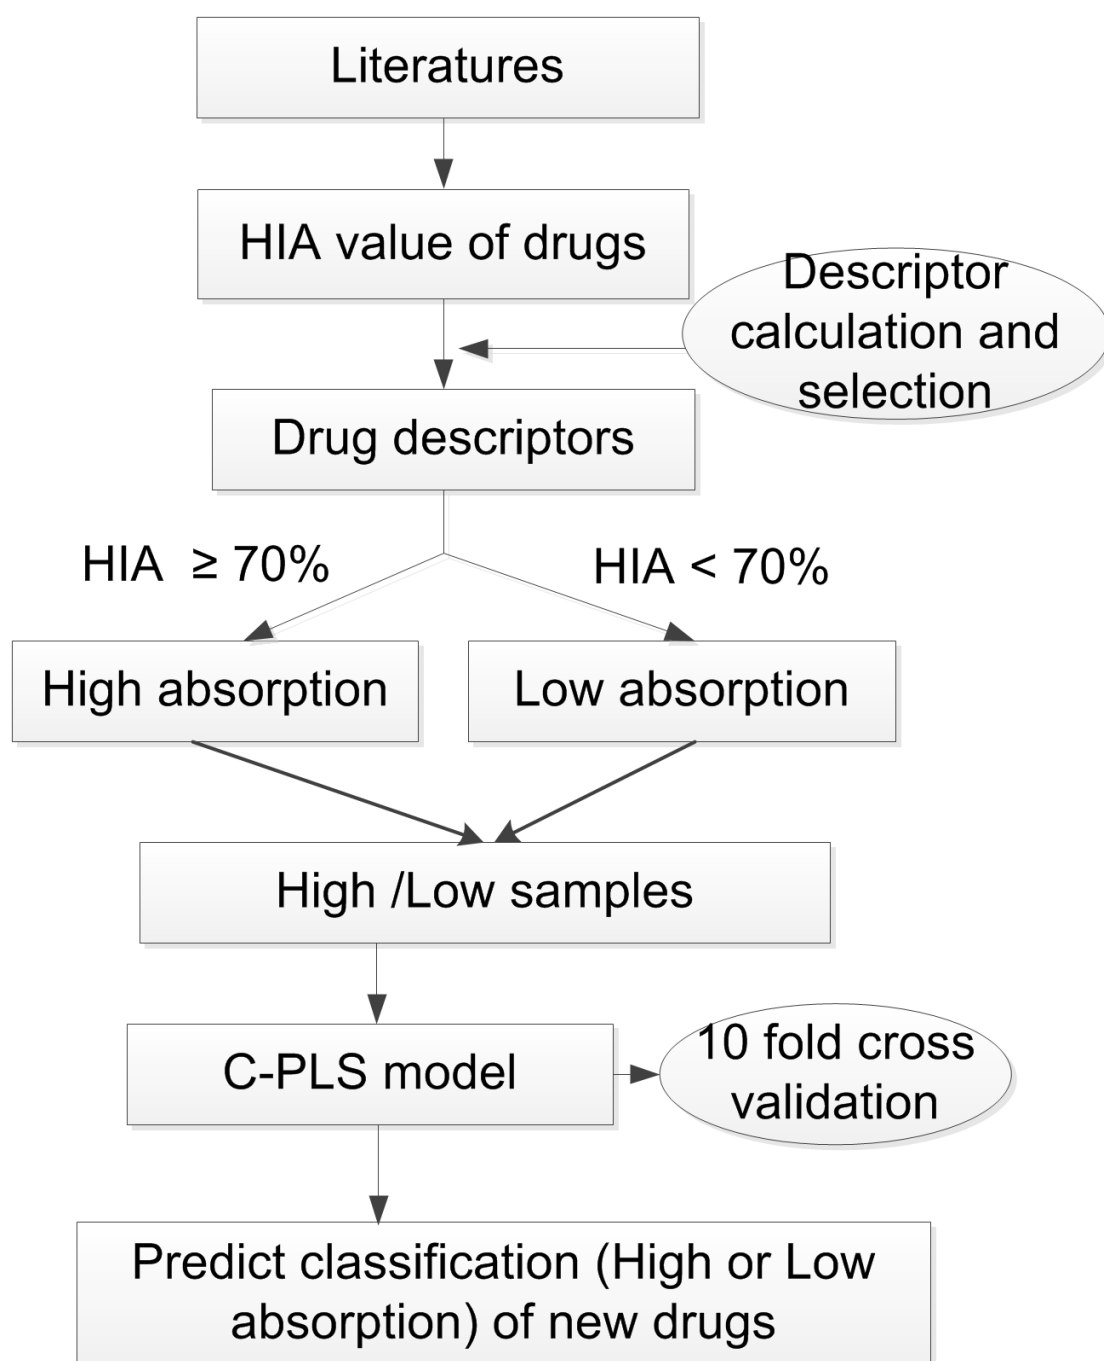 Literatures
HIA value of drugs
Descriptor
calculation and
selection
Drug descriptors
HIA ≥ 70%
HIA < 70%
High absorption
Low absorption
High /Low samples
C-PLS model
10 fold cross
validation
Predict classification (High or Low
absorption) of new drugs